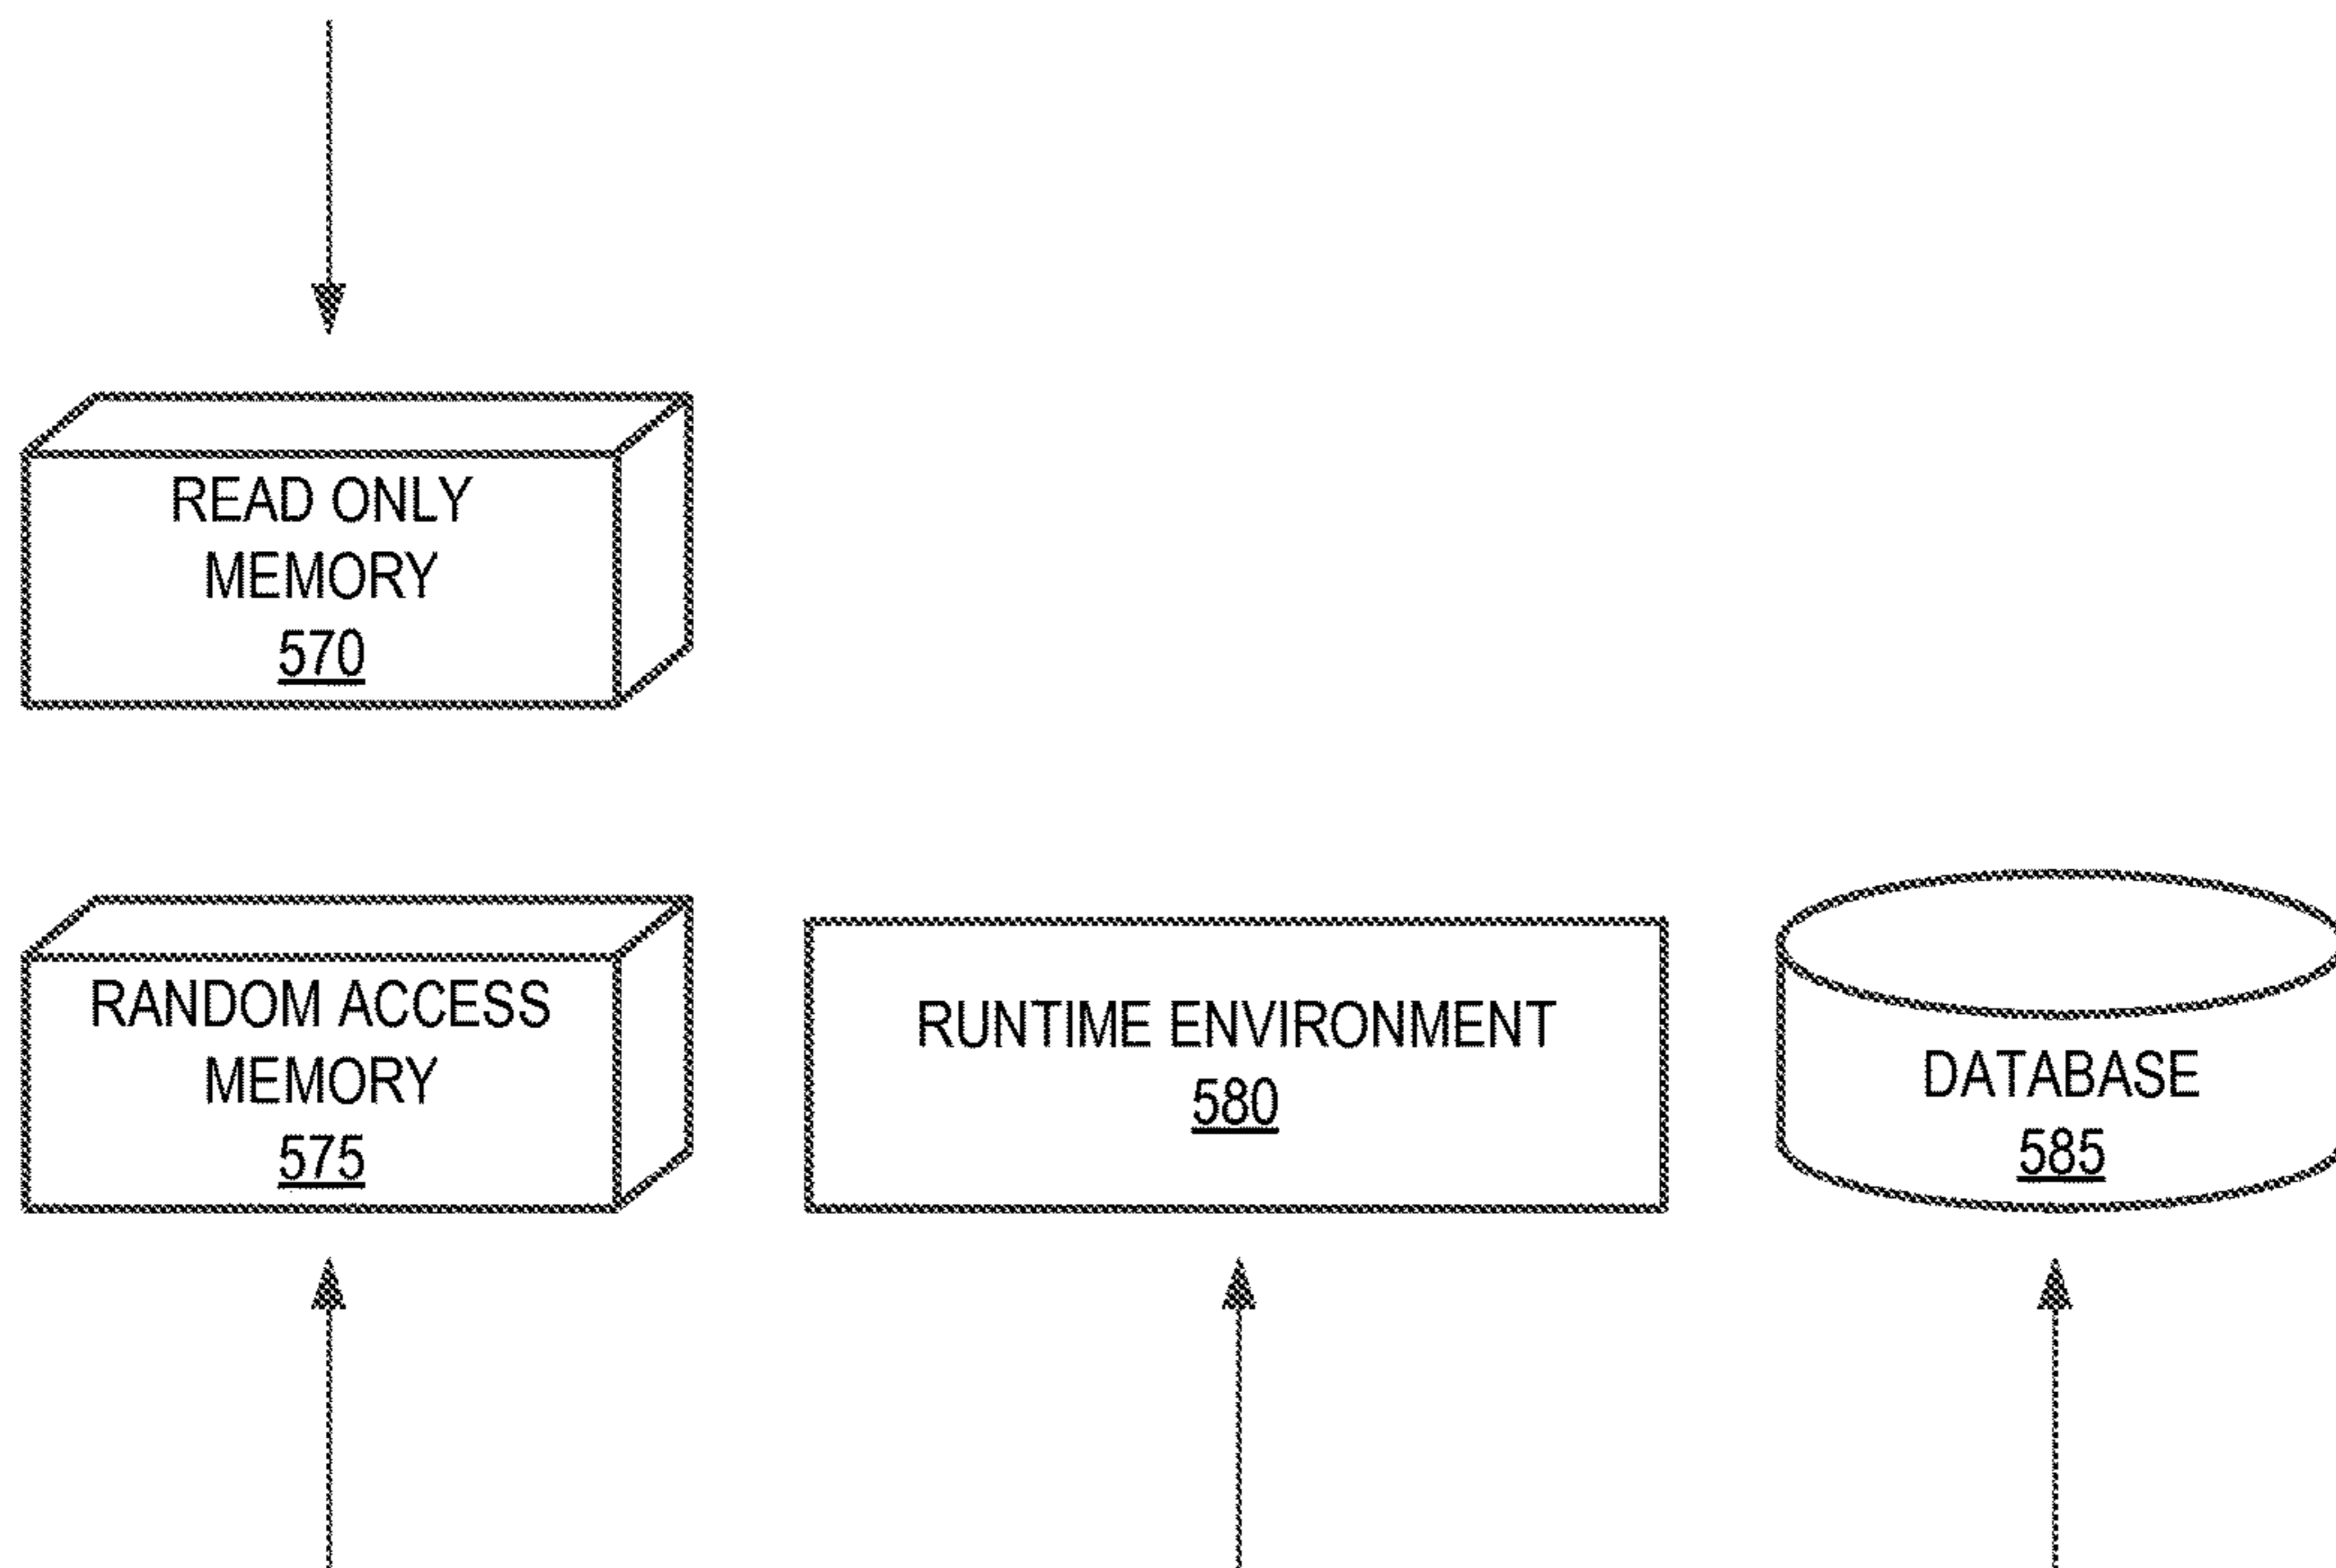 READ ONLY
MEMORY
570
RANDOM ACCESS
MEMORY
575
RUNTIME ENVIRONMENT
580
DATABASE
585